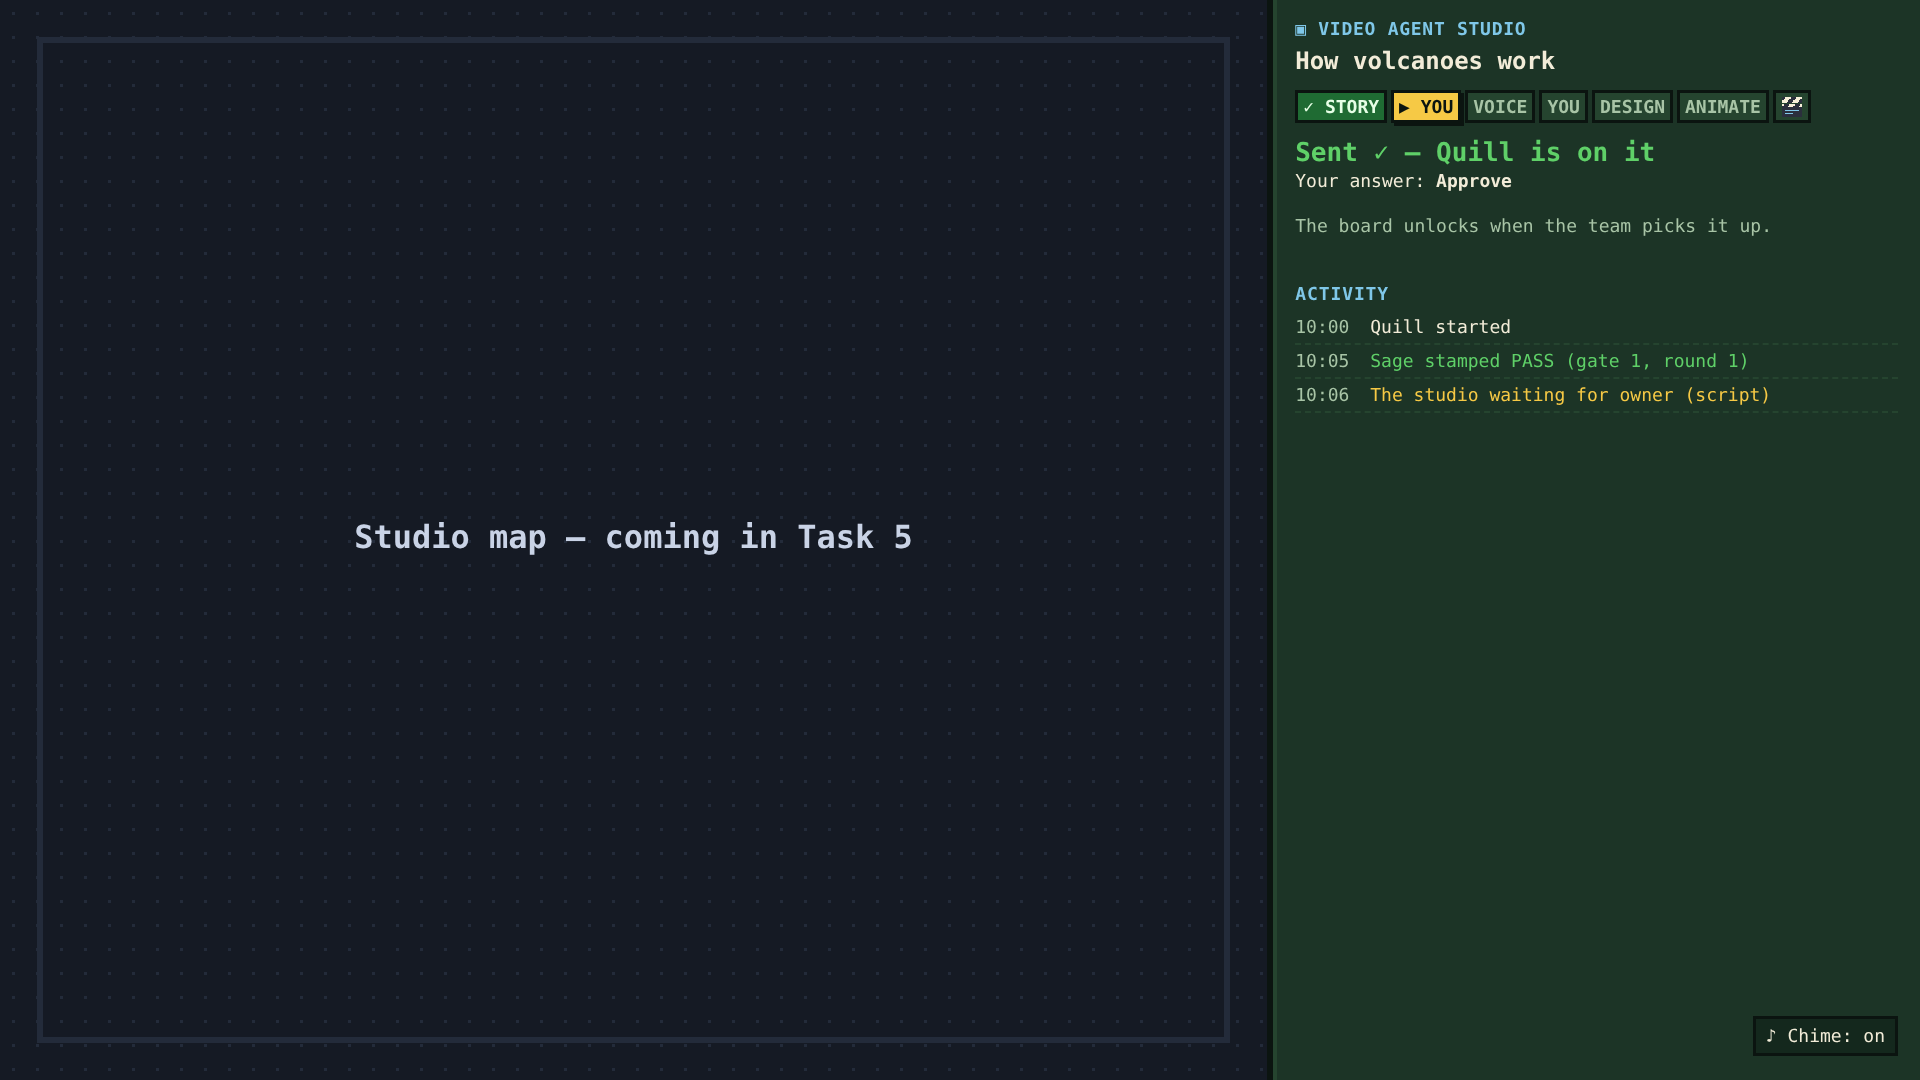 Studio map — coming in Task 5
▣ VIDEO AGENT STUDIO
How volcanoes work
✓ STORY ▶ YOU VOICE YOU DESIGN ANIMATE
Sent ✓ — Quill is on it
Your answer: Approve
The board unlocks when the team picks it up.
ACTIVITY
10:00 Quill started
10:05 Sage stamped PASS (gate 1, round 1)
10:06 The studio waiting for owner (script)
♪ Chime: on